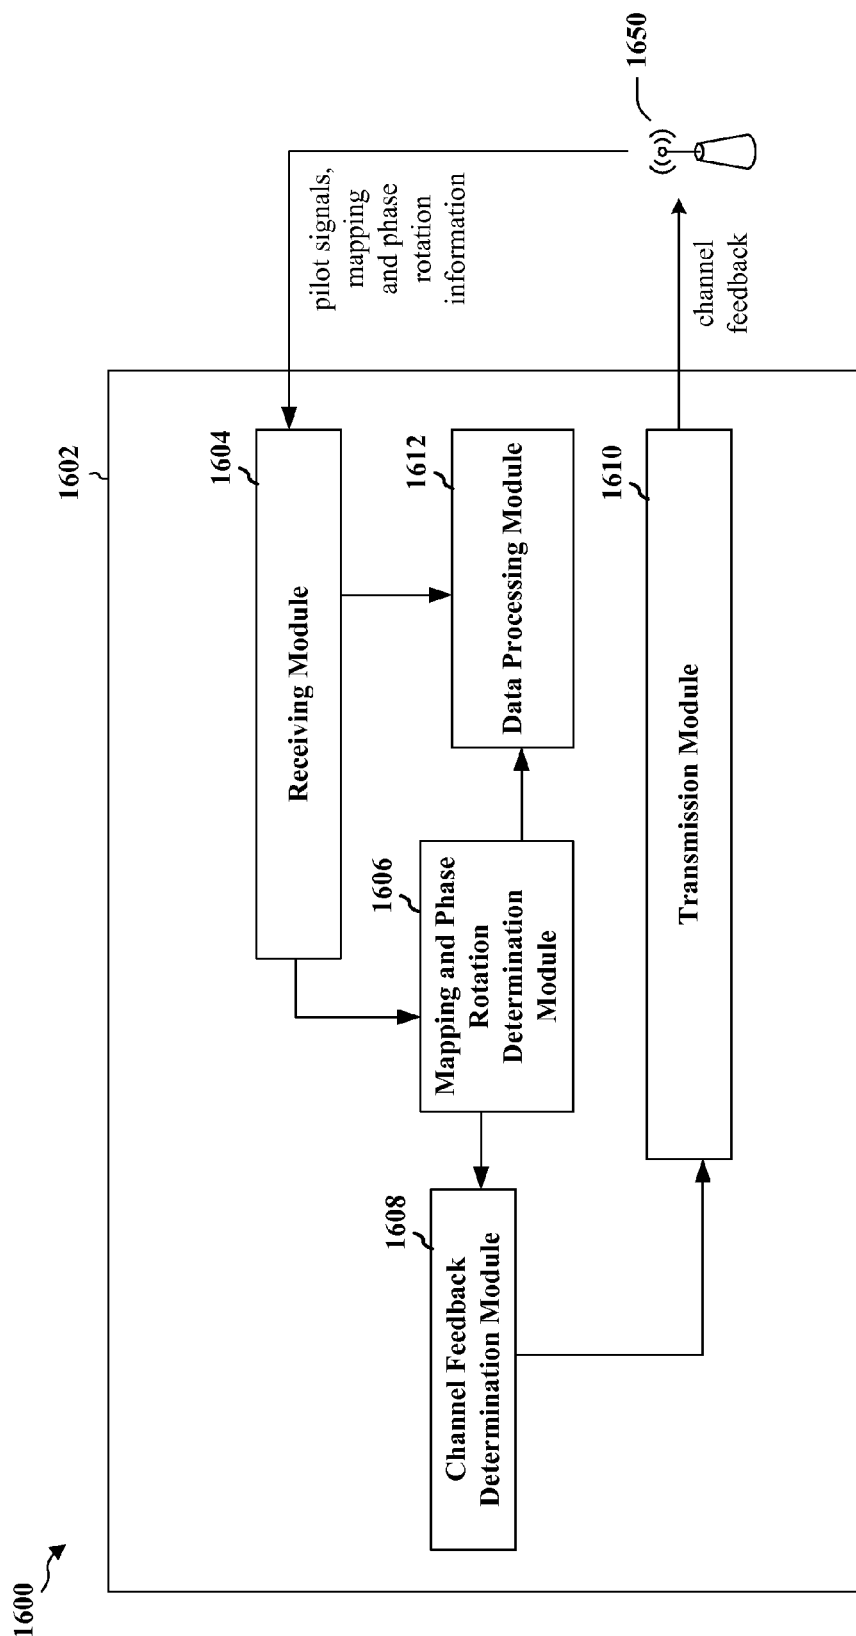 1600
1602
1604
Receiving Module
pilot signals,
mapping
and phase
rotation
information
1650
1606
Mapping and Phase
Rotation
Determination
Module
1612
Data Processing Module
1608
Channel Feedback
Determination Module
1610
Transmission Module
channel
feedback